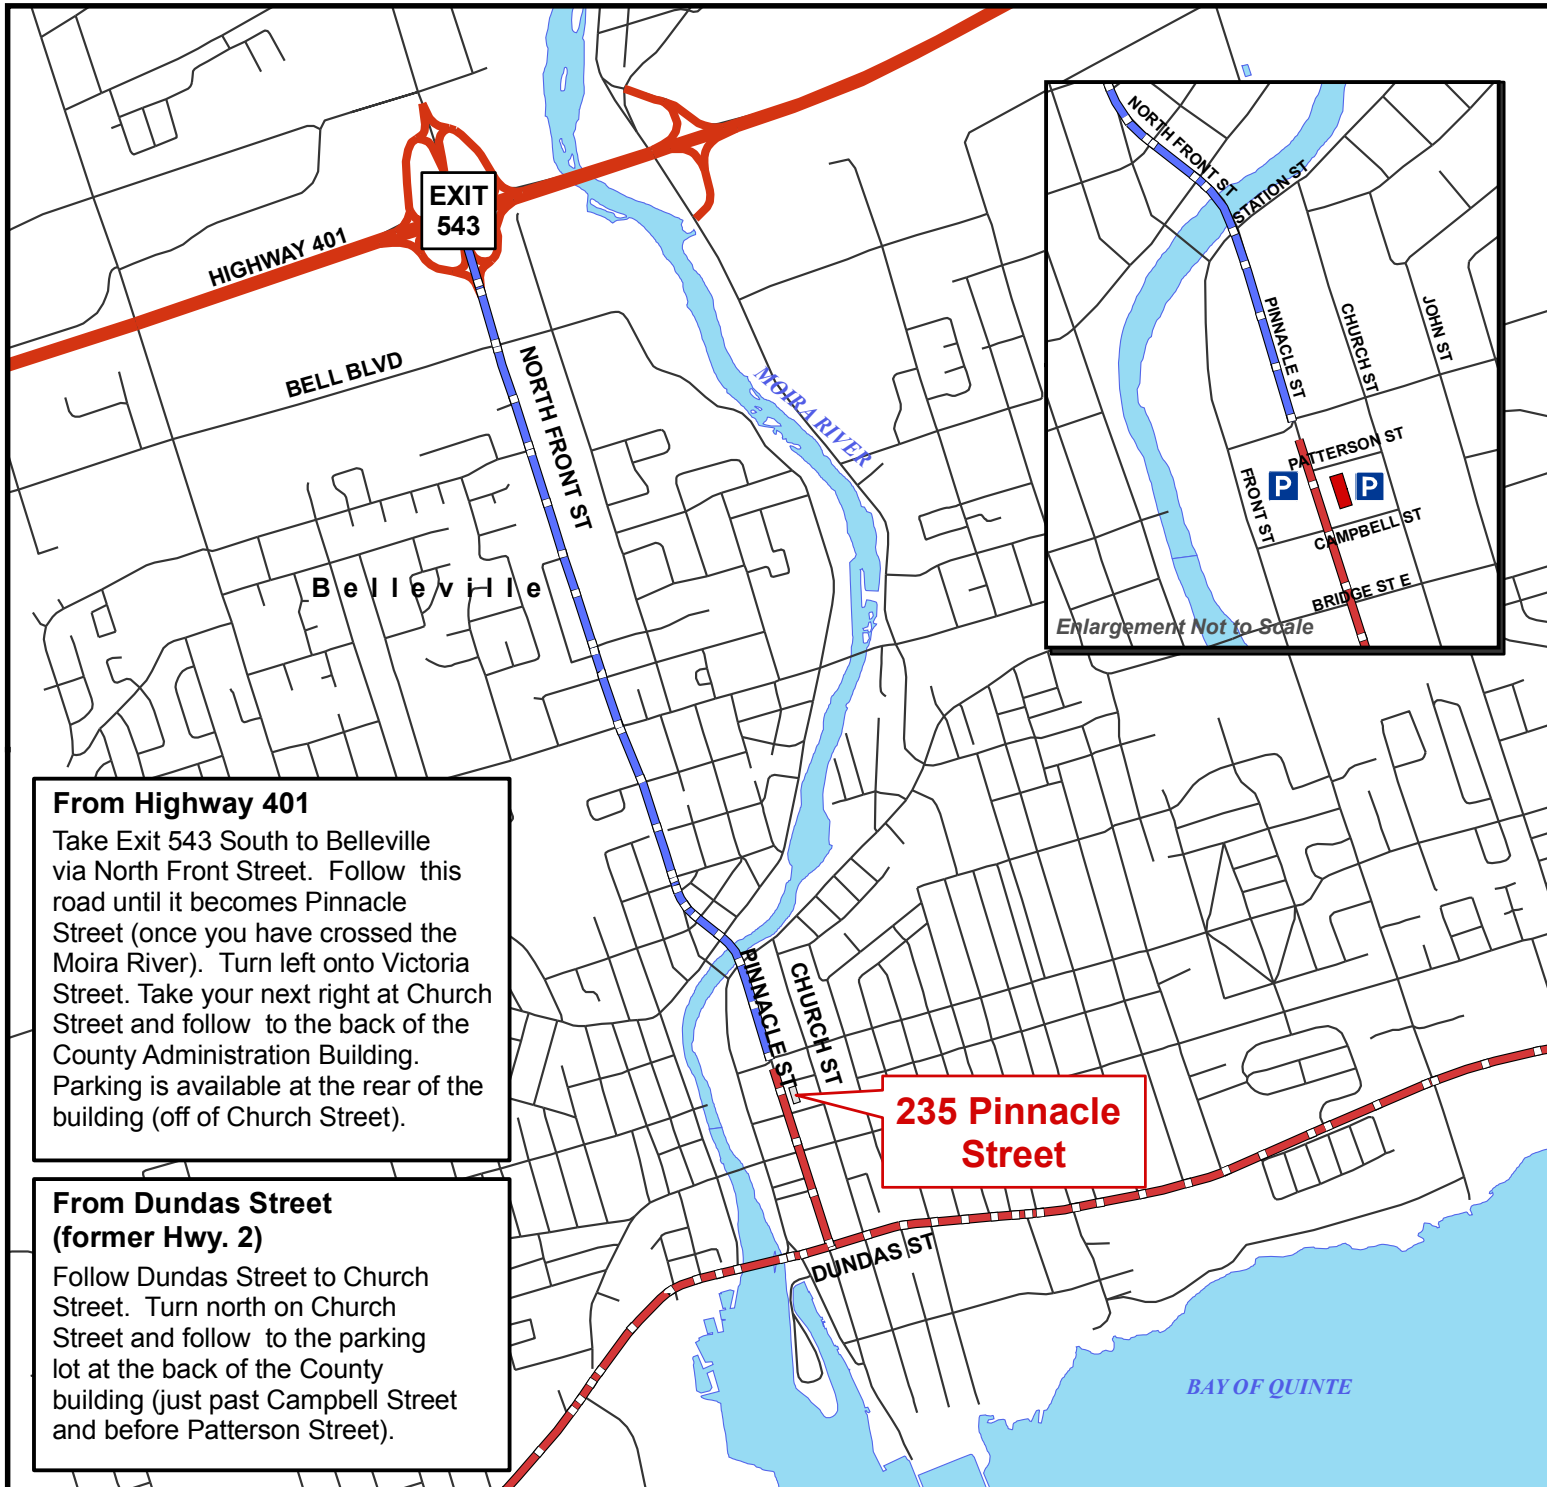 EXIT
543
HIGHWAY 401
BELL BLVD
NORTH FRONT ST
MOIRA RIVER
Belleville
NORTH FRONT ST
STATION ST
PINNACLE ST
CHURCH ST
JOHN ST
PATTERSON ST
P
P
FRONT ST
CAMPBELL ST
BRIDGE ST E
Enlargement Not to Scale
From Highway 401
Take Exit 543 South to Belleville
via North Front Street. Follow this
road until it becomes Pinnacle
Street (once you have crossed the
Moira River). Turn left onto Victoria
Street. Take your next right at Church
Street and follow to the back of the
County Administration Building.
Parking is available at the rear of the
building (off of Church Street).
PINNACLE ST
CHURCH ST
235 Pinnacle
Street
From Dundas Street
(former Hwy. 2)
Follow Dundas Street to Church
Street. Turn north on Church
Street and follow to the parking
lot at the back of the County
building (just past Campbell Street
and before Patterson Street).
DUNDAS ST
BAY OF QUINTE